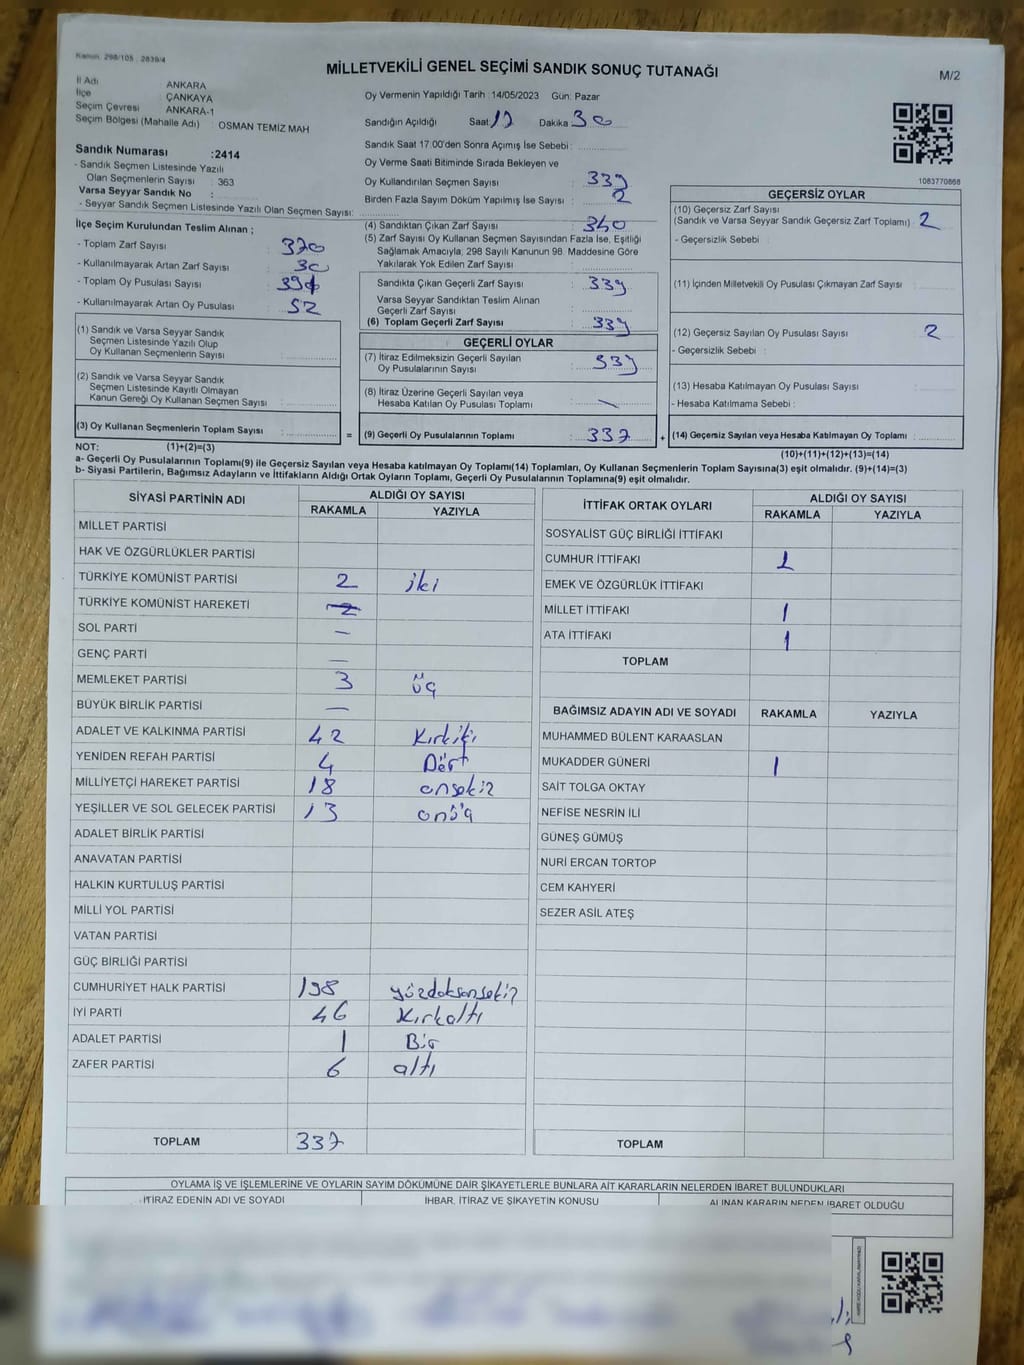 Kanun: 298/105 , 2839/4
MİLLETVEKİLİ GENEL SEÇİMİ SANDIK SONUÇ TUTANAĞI
M/2
İl Adı ANKARA
İlçe ÇANKAYA
Seçim Çevresi ANKARA-1
Seçim Bölgesi (Mahalle Adı) : OSMAN TEMİZ MAH
Sandık Numarası :2414
- Sandık Seçmen Listesinde Yazılı
Olan Seçmenlerin Sayısı : 363
Varsa Seyyar Sandık No :
- Seyyar Sandık Seçmen Listesinde Yazılı Olan Seçmen Sayısı:
Oy Vermenin Yapıldığı Tarih :14/05/2023 Gün: Pazar
Sandığın Açıldığı Saat 17 Dakika 30
Sandık Saat 17:00'den Sonra Açımış İse Sebebi :
Oy Verme Saati Bitiminde Sırada Bekleyen ve
Oy Kullandırılan Seçmen Sayısı : 339
Birden Fazla Sayım Döküm Yapılmış İse Sayısı : 2
1083770868
İlçe Seçim Kurulundan Teslim Alınan ;
- Toplam Zarf Sayısı : 370
- Kullanılmayarak Artan Zarf Sayısı : 30
- Toplam Oy Pusulası Sayısı :
- Kullanılmayarak Artan Oy Pusulası : 52
(4) Sandıktan Çıkan Zarf Sayısı : 340
(5) Zarf Sayısı Oy Kullanan Seçmen Sayısından Fazla İse, Eşitliği
Sağlamak Amacıyla, 298 Sayılı Kanunun 98. Maddesine Göre
Yakılarak Yok Edilen Zarf Sayısı :
Sandıkta Çıkan Geçerli Zarf Sayısı : 339
Varsa Seyyar Sandıktan Teslim Alınan
Geçerli Zarf Sayısı :
(6) Toplam Geçerli Zarf Sayısı : 339
GEÇERSİZ OYLAR
(10) Geçersiz Zarf Sayısı
(Sandık ve Varsa Seyyar Sandık Geçersiz Zarf Toplamı) : 2
- Geçersizlik Sebebi :
(11) İçinden Milletvekili Oy Pusulası Çıkmayan Zarf Sayısı :
(12) Geçersiz Sayılan Oy Pusulası Sayısı : 2
- Geçersizlik Sebebi :
(13) Hesaba Katılmayan Oy Pusulası Sayısı :
- Hesaba Katılmama Sebebi :
(14) Geçersiz Sayılan veya Hesaba Katılmayan Oy Toplamı :
(10)+(11)+(12)+(13)=(14)
(1) Sandık ve Varsa Seyyar Sandık
Seçmen Listesinde Yazılı Olup
Oy Kullanan Seçmenlerin Sayısı :
(2) Sandık ve Varsa Seyyar Sandık
Seçmen Listesinde Kayıtlı Olmayan
Kanun Gereği Oy Kullanan Seçmen Sayısı :
(3) Oy Kullanan Seçmenlerin Toplam Sayısı :
GEÇERLİ OYLAR
(7) İtiraz Edilmeksizin Geçerli Sayılan
Oy Pusulalarının Sayısı :
(8) İtiraz Üzerine Geçerli Sayılan veya
Hesaba Katılan Oy Pusulası Toplamı : -
= (9) Geçerli Oy Pusulalarının Toplamı : 337 +
NOT: (1)+(2)=(3)
a- Geçerli Oy Pusulalarının Toplamı(9) ile Geçersiz Sayılan veya Hesaba katılmayan Oy Toplamı(14) Toplamları, Oy Kullanan Seçmenlerin Toplam Sayısına(3) eşit olmalıdır. (9)+(14)=(3)
b- Siyasi Partilerin, Bağımsız Adayların ve İttifakların Aldığı Ortak Oyların Toplamı, Geçerli Oy Pusulalarının Toplamına(9) eşit olmalıdır.
SİYASİ PARTİNİN ADI ALDIĞI OY SAYISI
RAKAMLA YAZIYLA
MİLLET PARTİSİ
HAK VE ÖZGÜRLÜKLER PARTİSİ
TÜRKİYE KOMÜNİST PARTİSİ 2 iki
TÜRKİYE KOMÜNİST HAREKETİ
SOL PARTİ -
GENÇ PARTİ -
MEMLEKET PARTİSİ 3 üç
BÜYÜK BİRLİK PARTİSİ -
ADALET VE KALKINMA PARTİSİ 42 Kırkiki
YENİDEN REFAH PARTİSİ 4 Dört
MİLLİYETÇİ HAREKET PARTİSİ 18 onsekiz
YEŞİLLER VE SOL GELECEK PARTİSİ 13 onüç
ADALET BİRLİK PARTİSİ
ANAVATAN PARTİSİ
HALKIN KURTULUŞ PARTİSİ
MİLLİ YOL PARTİSİ
VATAN PARTİSİ
GÜÇ BİRLİĞİ PARTİSİ
CUMHURİYET HALK PARTİSİ 198 yüzdoksansekiz
İYİ PARTİ 46 Kırkaltı
ADALET PARTİSİ 1 Bir
ZAFER PARTİSİ 6 altı
TOPLAM 337
İTTİFAK ORTAK OYLARI ALDIĞI OY SAYISI
RAKAMLA YAZIYLA
SOSYALİST GÜÇ BİRLİĞİ İTTİFAKI
CUMHUR İTTİFAKI 1
EMEK VE ÖZGÜRLÜK İTTİFAKI
MİLLET İTTİFAKI 1
ATA İTTİFAKI 1
TOPLAM
BAĞIMSIZ ADAYIN ADI VE SOYADI RAKAMLA YAZIYLA
MUHAMMED BÜLENT KARAASLAN
MUKADDER GÜNERİ 1
SAİT TOLGA OKTAY
NEFİSE NESRİN İLİ
GÜNEŞ GÜMÜŞ
NURİ ERCAN TORTOP
CEM KAHYERİ
SEZER ASİL ATEŞ
TOPLAM
OYLAMA İŞ VE İŞLEMLERİNE VE OYLARIN SAYIM DÖKÜMÜNE DAİR ŞİKAYETLERLE BUNLARA AİT KARARLARIN NELERDEN İBARET BULUNDUKLARI
İTİRAZ EDENİN ADI VE SOYADI İHBAR, İTİRAZ VE ŞİKAYETİN KONUSU ALINAN KARARIN NEDEN İBARET OLDUĞU